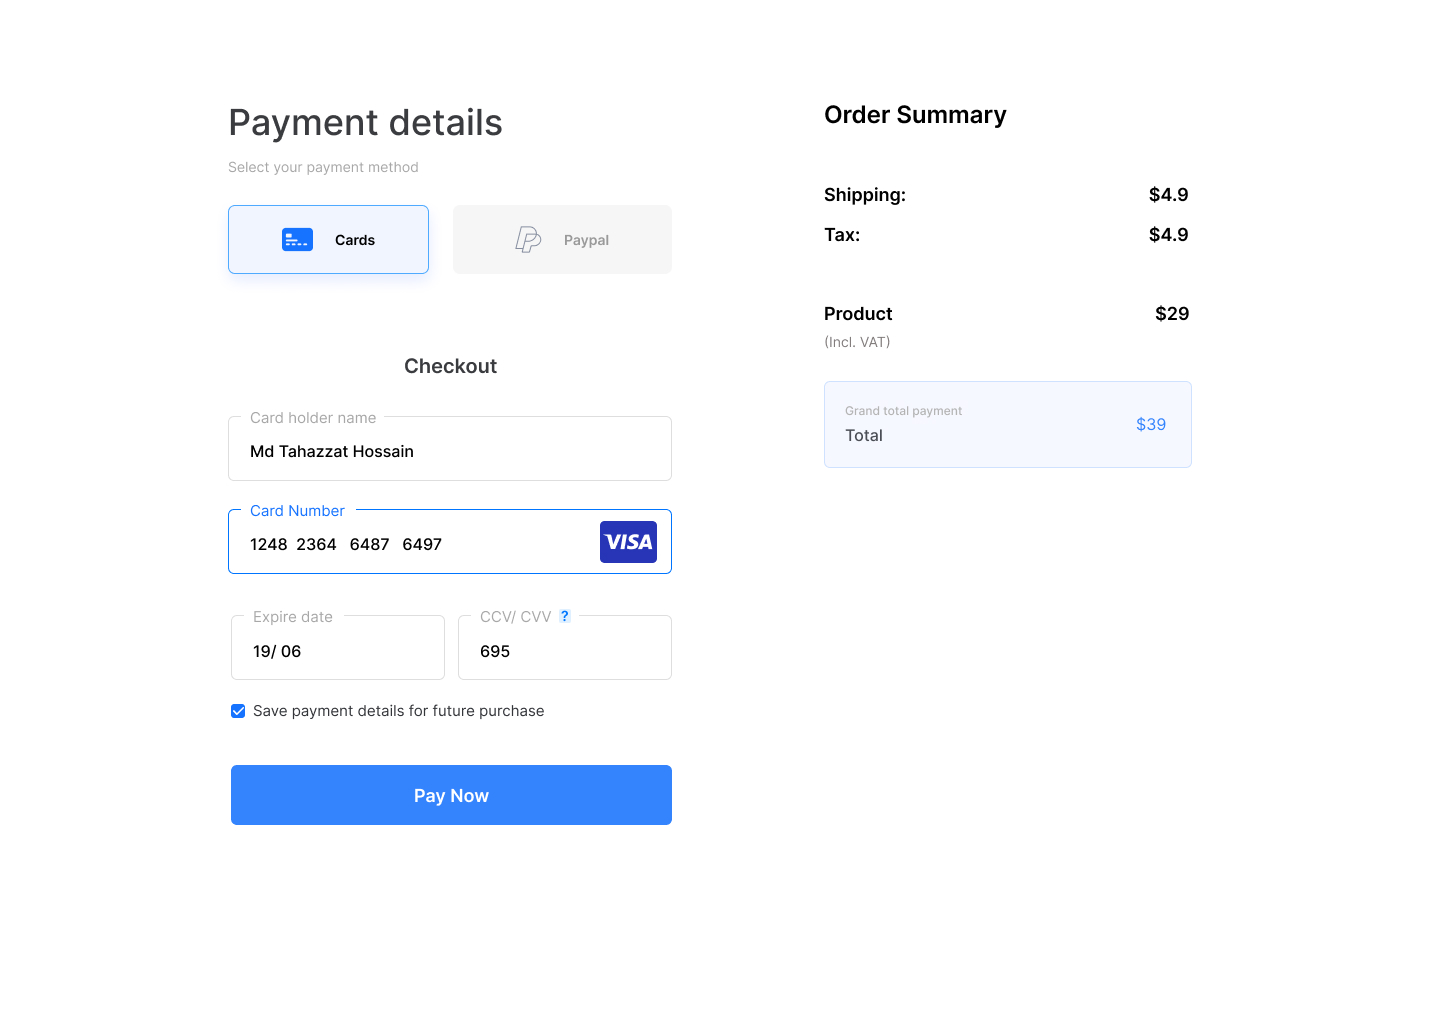 Payment details
Select your payment method
Cards
Paypal
Checkout
Card holder name
Md Tahazzat Hossain
Card Number
1248 2364 6487 6497
VISA
Expire date
19/ 06
CCV/ CVV ?
695
Save payment details for future purchase
Pay Now
Order Summary
Shipping: $4.9
Tax: $4.9
Product $29
(Incl. VAT)
Grand total payment
Total $39